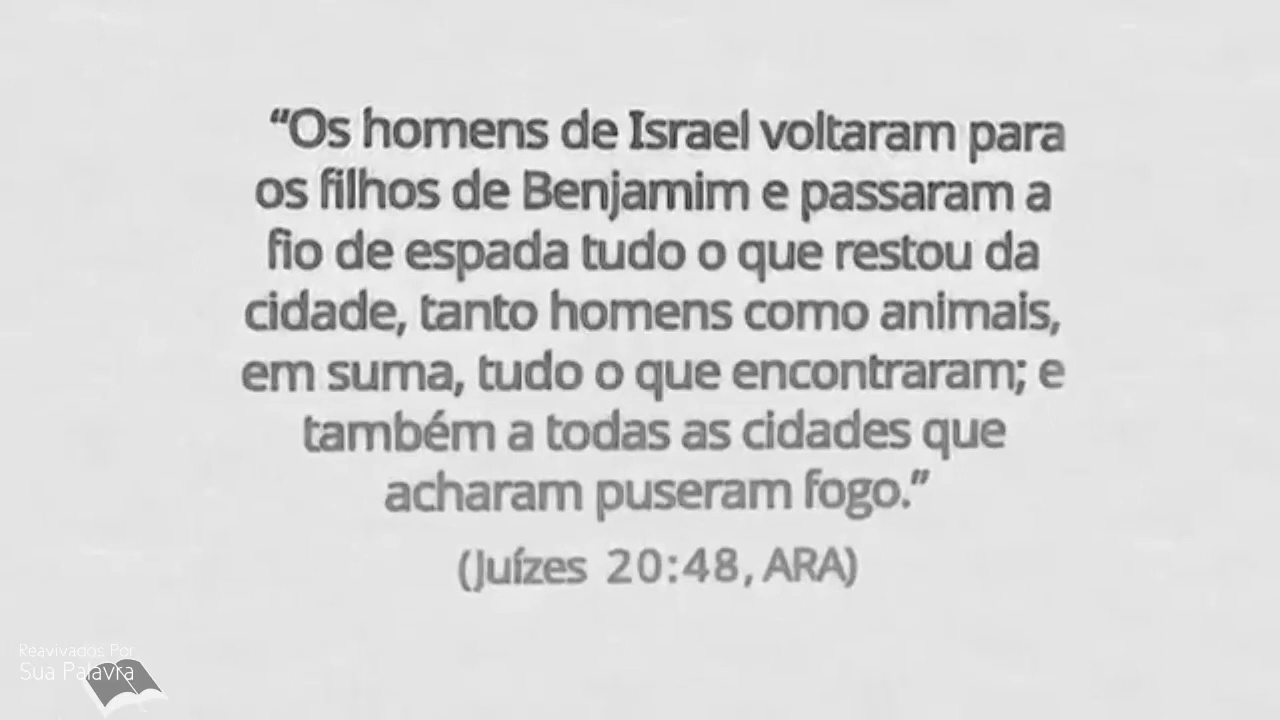 “Os homens de Israel voltaram para
os filhos de Benjamim e passaram a
fio de espada tudo o que restou da
cidade, tanto homens como animais,
em suma, tudo o que encontraram; e
também a todas as cidades que
acharam puseram fogo.”
(Juízes 20:48, ARA)
Reavivados Por
Sua Palavra